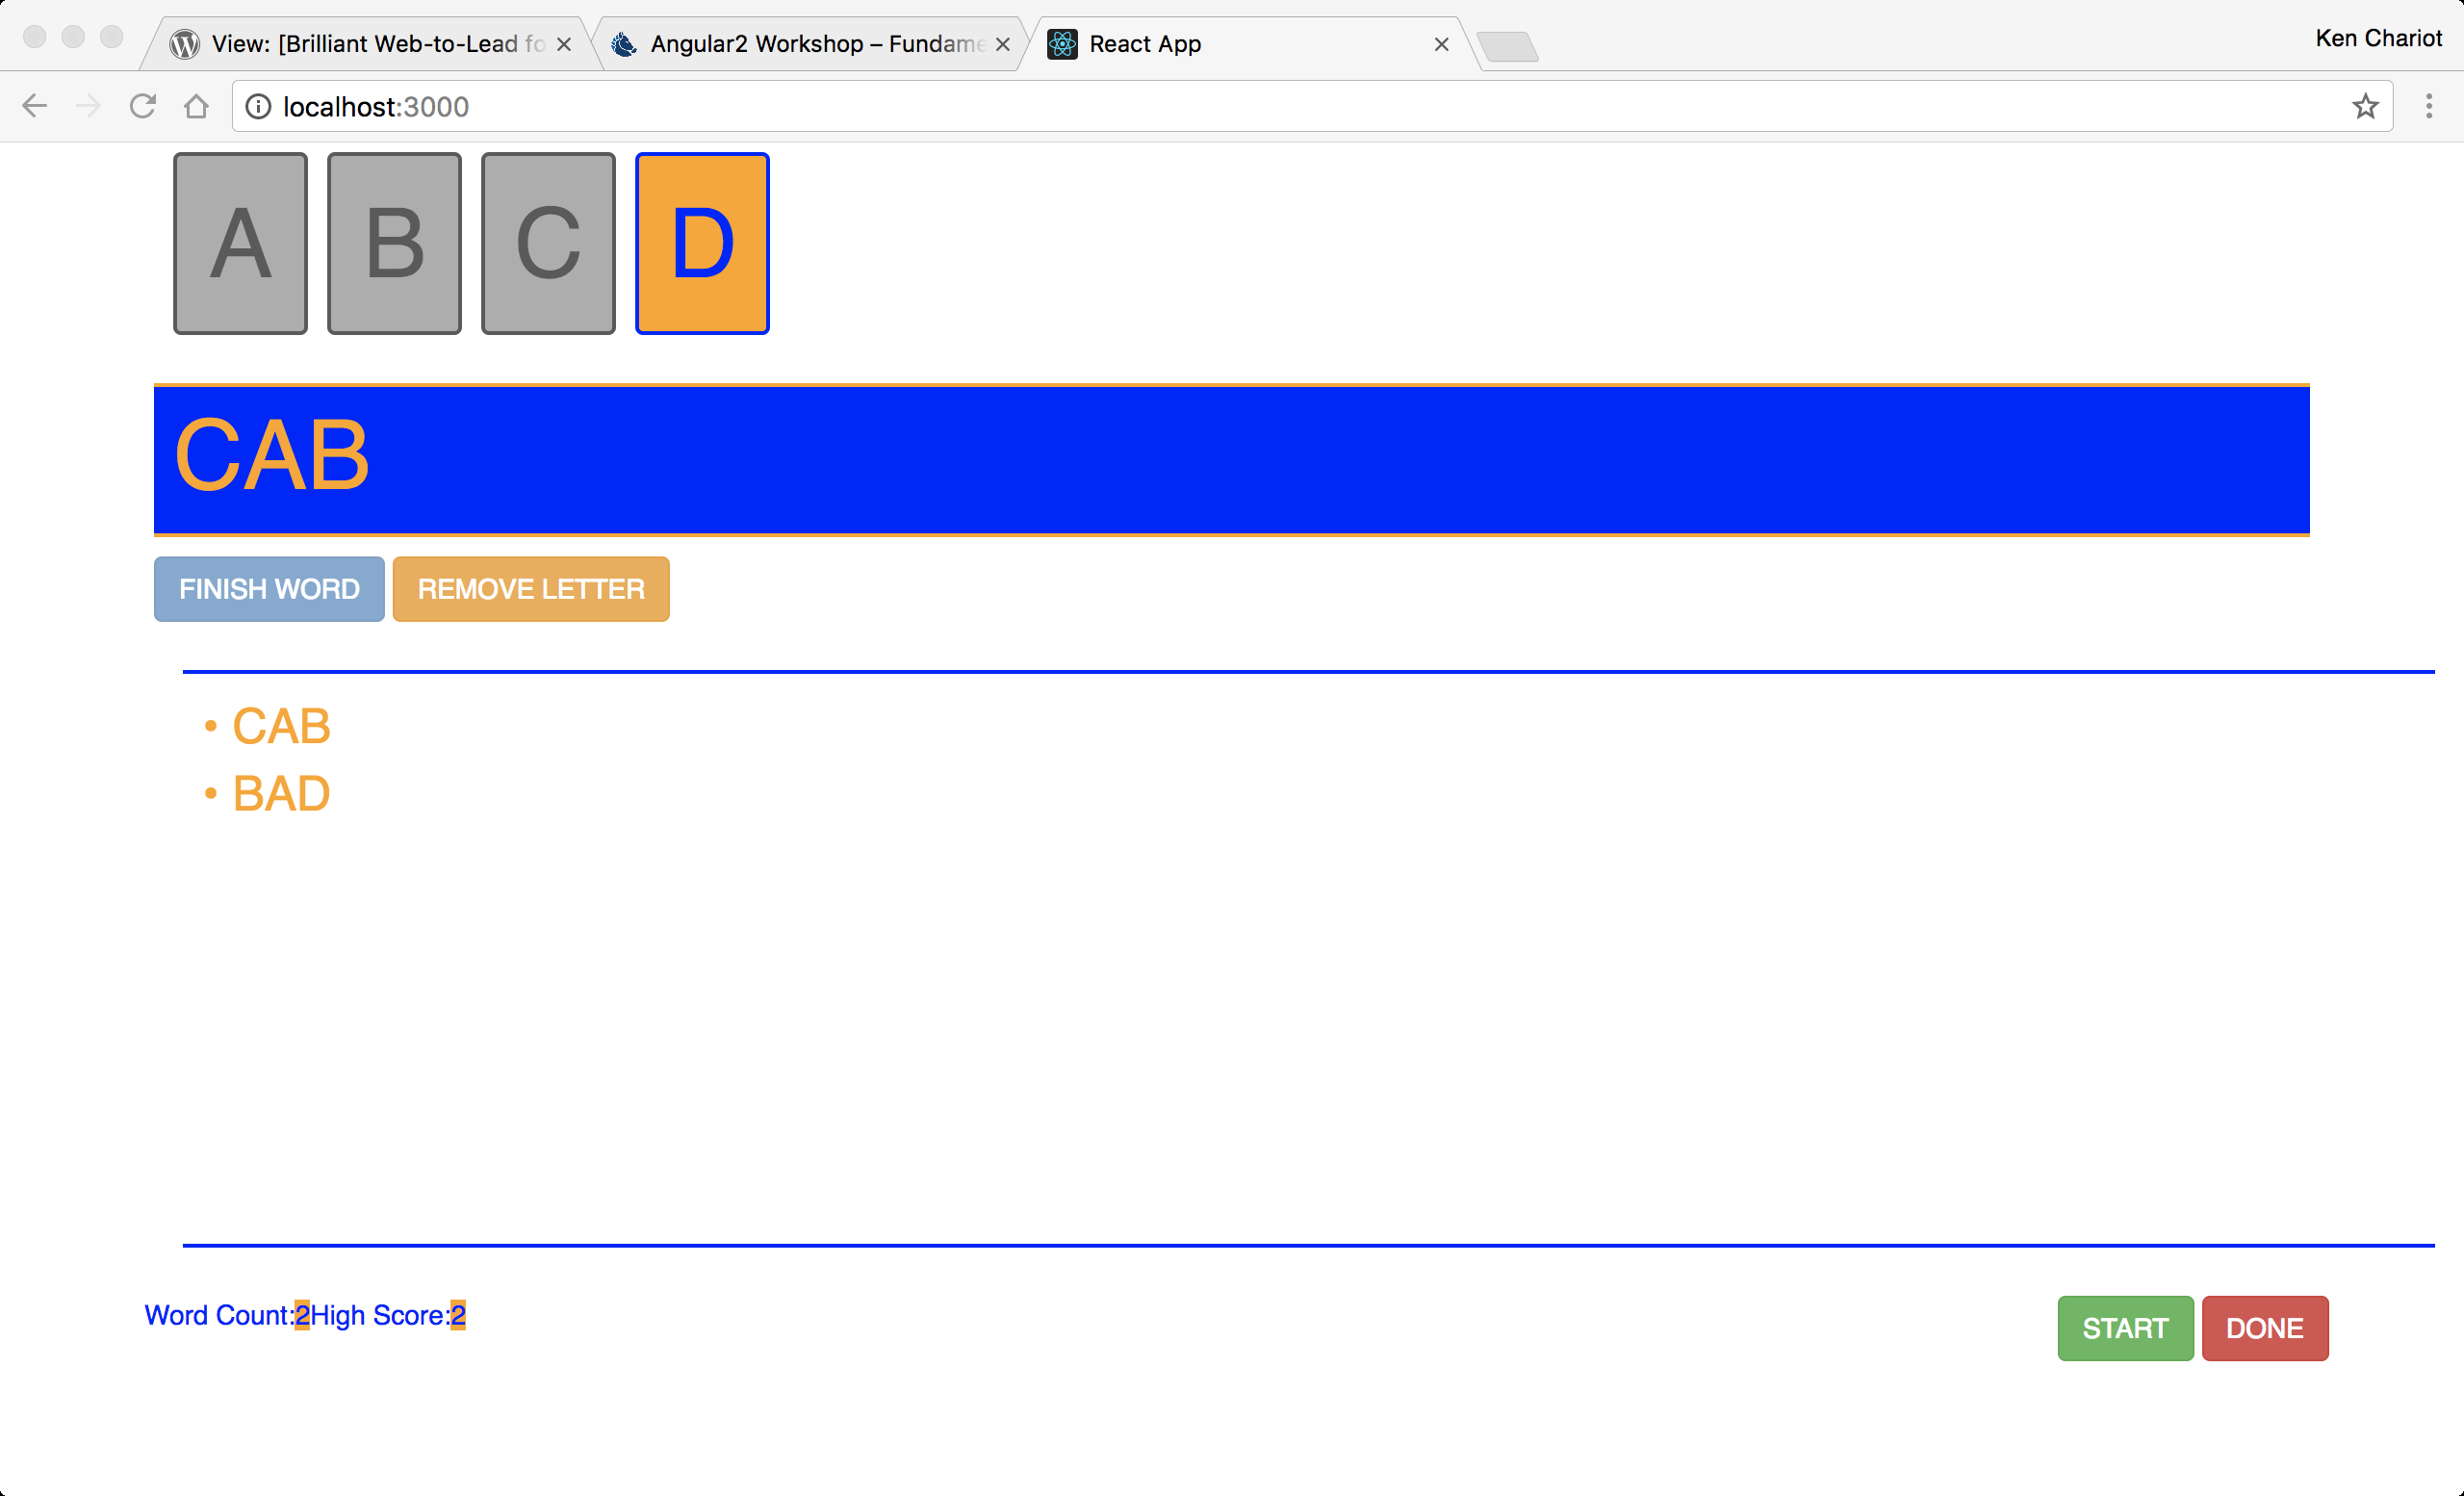 View: [Brilliant Web-to-Lead fo
Angular2 Workshop – Fundame
React App
Ken Chariot
localhost:3000
A B C D
CAB
FINISH WORD REMOVE LETTER
• CAB
• BAD
Word Count:2High Score:2
START DONE